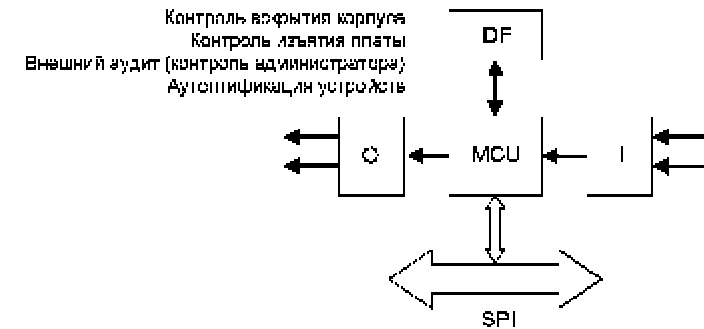 Контроль вскрытия корпуса
Контроль изъятия платы
Внешний аудит (контроль администратора)
Аутентификация устройств
DF
O MCU I
SPI